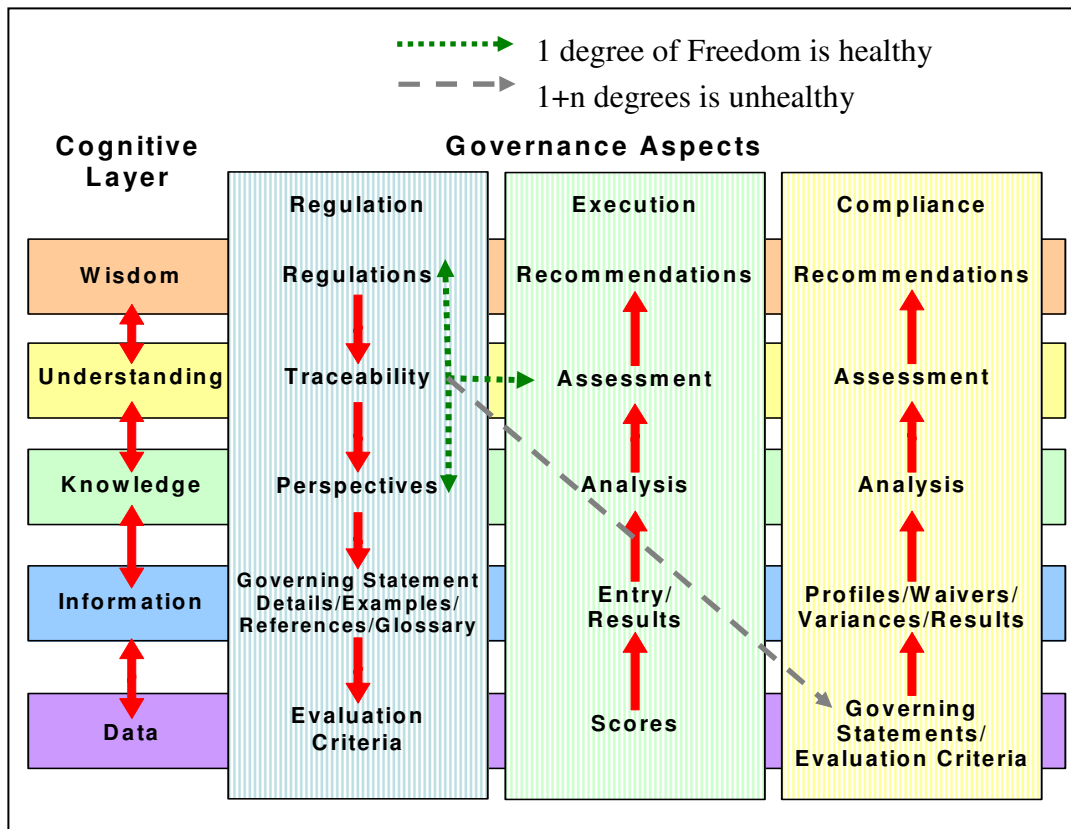 1 degree of Freedom is healthy
1+n degrees is unhealthy
Cognitive
Layer
Governance Aspects
Regulation
Execution
Compliance
Wisdom
Regulations
Recommendations
Recommendations
Understanding
Traceability
Assessment
Assessment
Knowledge
Perspectives
Analysis
Analysis
Information
Governing Statement
Details/Examples/
References/Glossary
Entry/
Results
Profiles/Waivers/
Variances/Results
Data
Evaluation
Criteria
Scores
Governing
Statements/
Evaluation Criteria